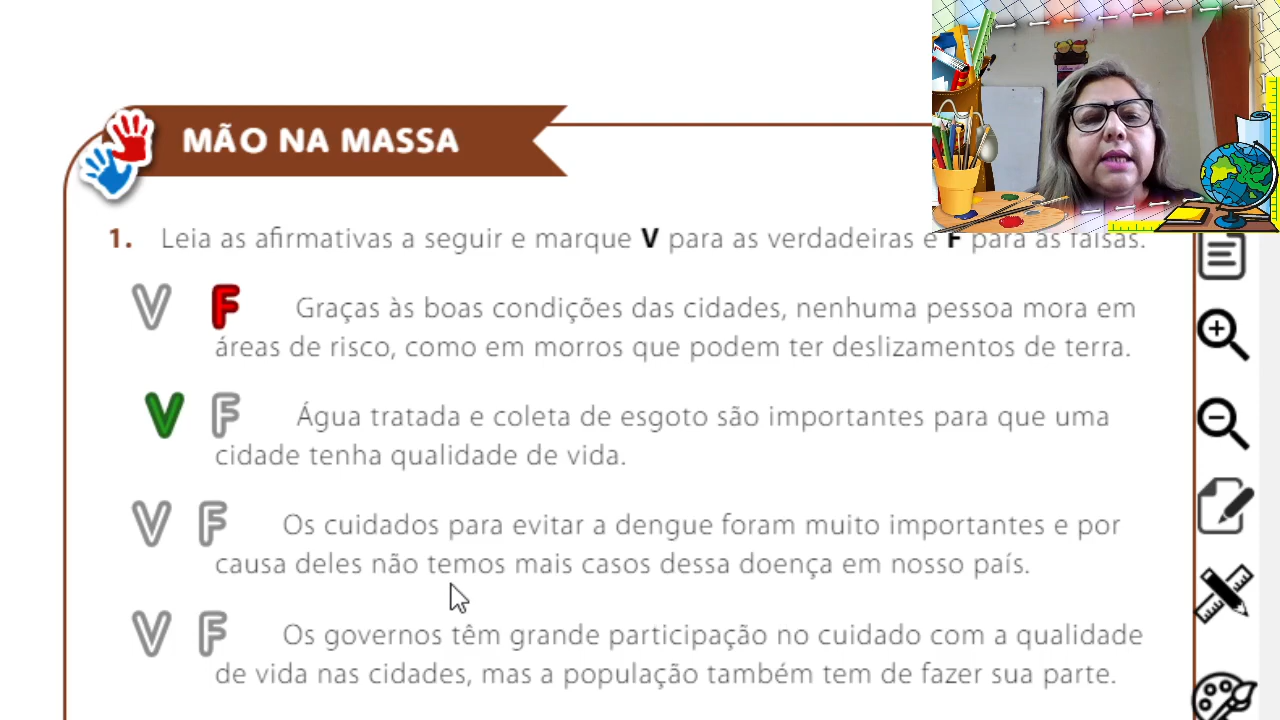 MÃO NA MASSA
1. Leia as afirmativas a seguir e marque V para as verdadeiras e F para as falsas.
V F Graças às boas condições das cidades, nenhuma pessoa mora em
áreas de risco, como em morros que podem ter deslizamentos de terra.
V F Água tratada e coleta de esgoto são importantes para que uma
cidade tenha qualidade de vida.
V F Os cuidados para evitar a dengue foram muito importantes e por
causa deles não temos mais casos dessa doença em nosso país.
V F Os governos têm grande participação no cuidado com a qualidade
de vida nas cidades, mas a população também tem de fazer sua parte.